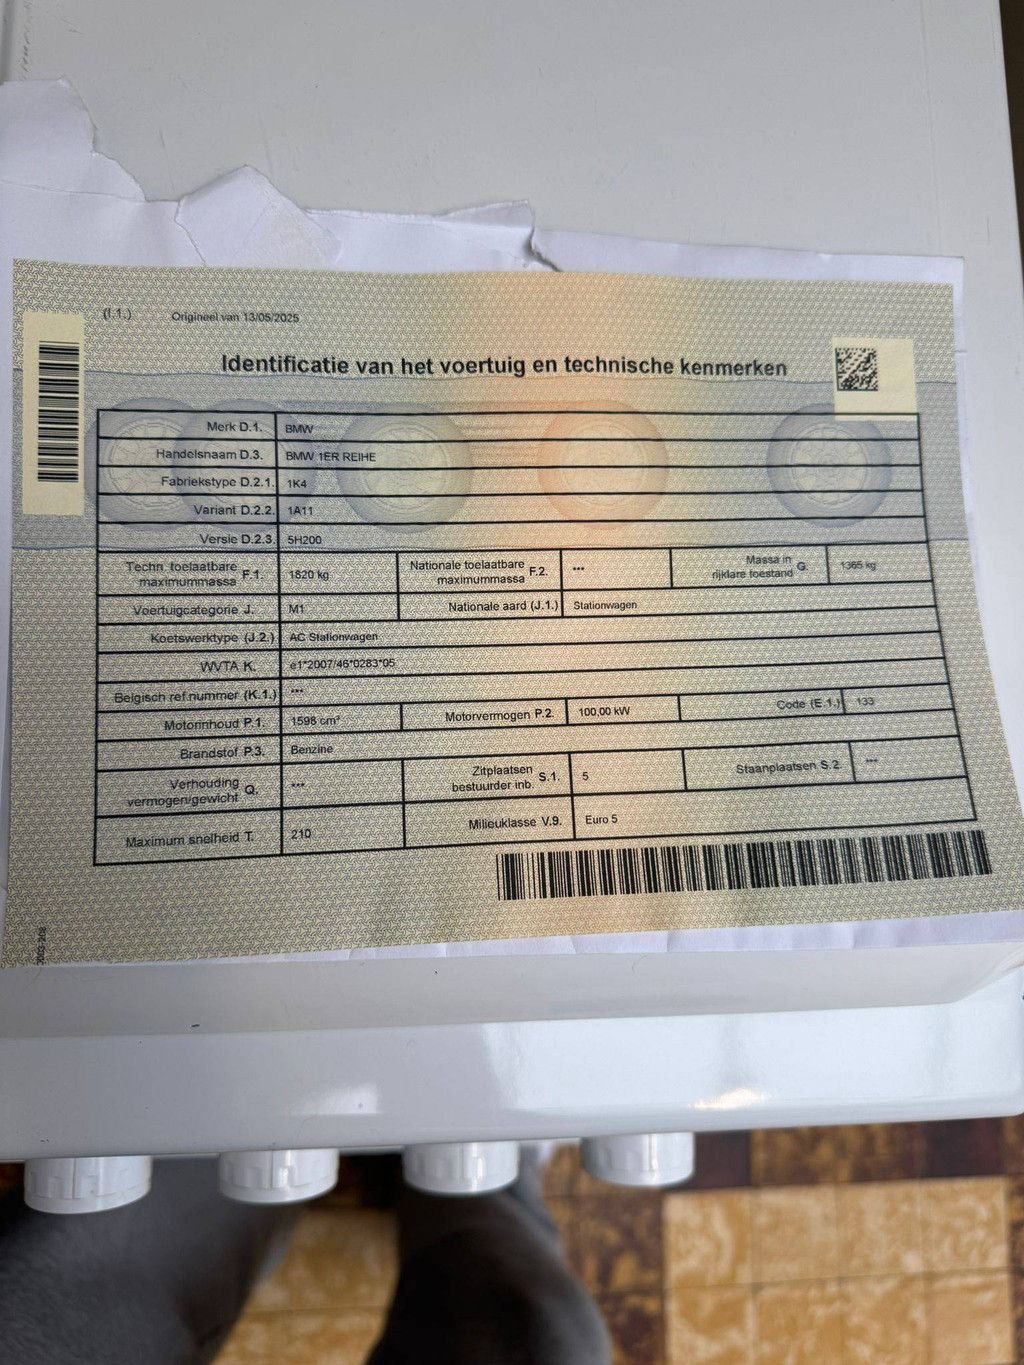 (I.1.) Origineel van 13/05/2025
Identificatie van het voertuig en technische kenmerken
Merk D.1. BMW
Handelsnaam D.3. BMW 1ER REIHE
Fabriekstype D.2.1. 1K4
Variant D.2.2. 1A11
Versie D.2.3. 5H200
Techn. toelaatbare maximummassa F.1. 1820 kg Nationale toelaatbare maximummassa F.2. *** Massa in rijklare toestand G. 1365 kg
Voertuigcategorie J. M1 Nationale aard (J.1.) Stationwagen
Koetswerktype (J.2.) AC Stationwagen
WVTA K. e1*2007/46*0283*05
Belgisch ref.nummer (K.1.) ***
Motorinhoud P.1. 1598 cm³ Motorvermogen P.2. 100,00 kW Code (E.1.) 133
Brandstof P.3. Benzine
Verhouding vermogen/gewicht Q. *** Zitplaatsen bestuurder inb. S.1. 5 Staanplaatsen S.2. ***
Maximum snelheid T. 210 Milieuklasse V.9. Euro 5